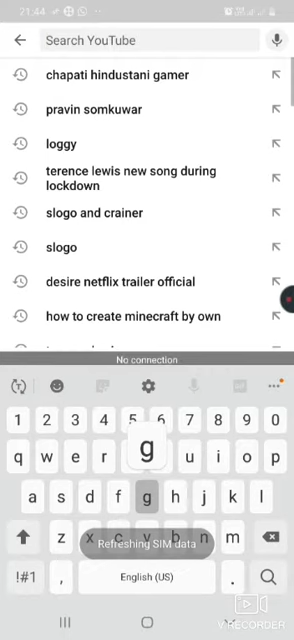 21:44
Search YouTube
chapati hindustani gamer
pravin somkuwar
loggy
terence lewis new song during
lockdown
slogo and crainer
slogo
desire netflix trailer official
how to create minecraft by own
No connection
1 2 3 4 5 6 7 8 9 0
q w e r g u i o p
a s d f g h j k l
z x c v b n m
Refreshing SIM data
!#1 , English (US) .
V RECORDER